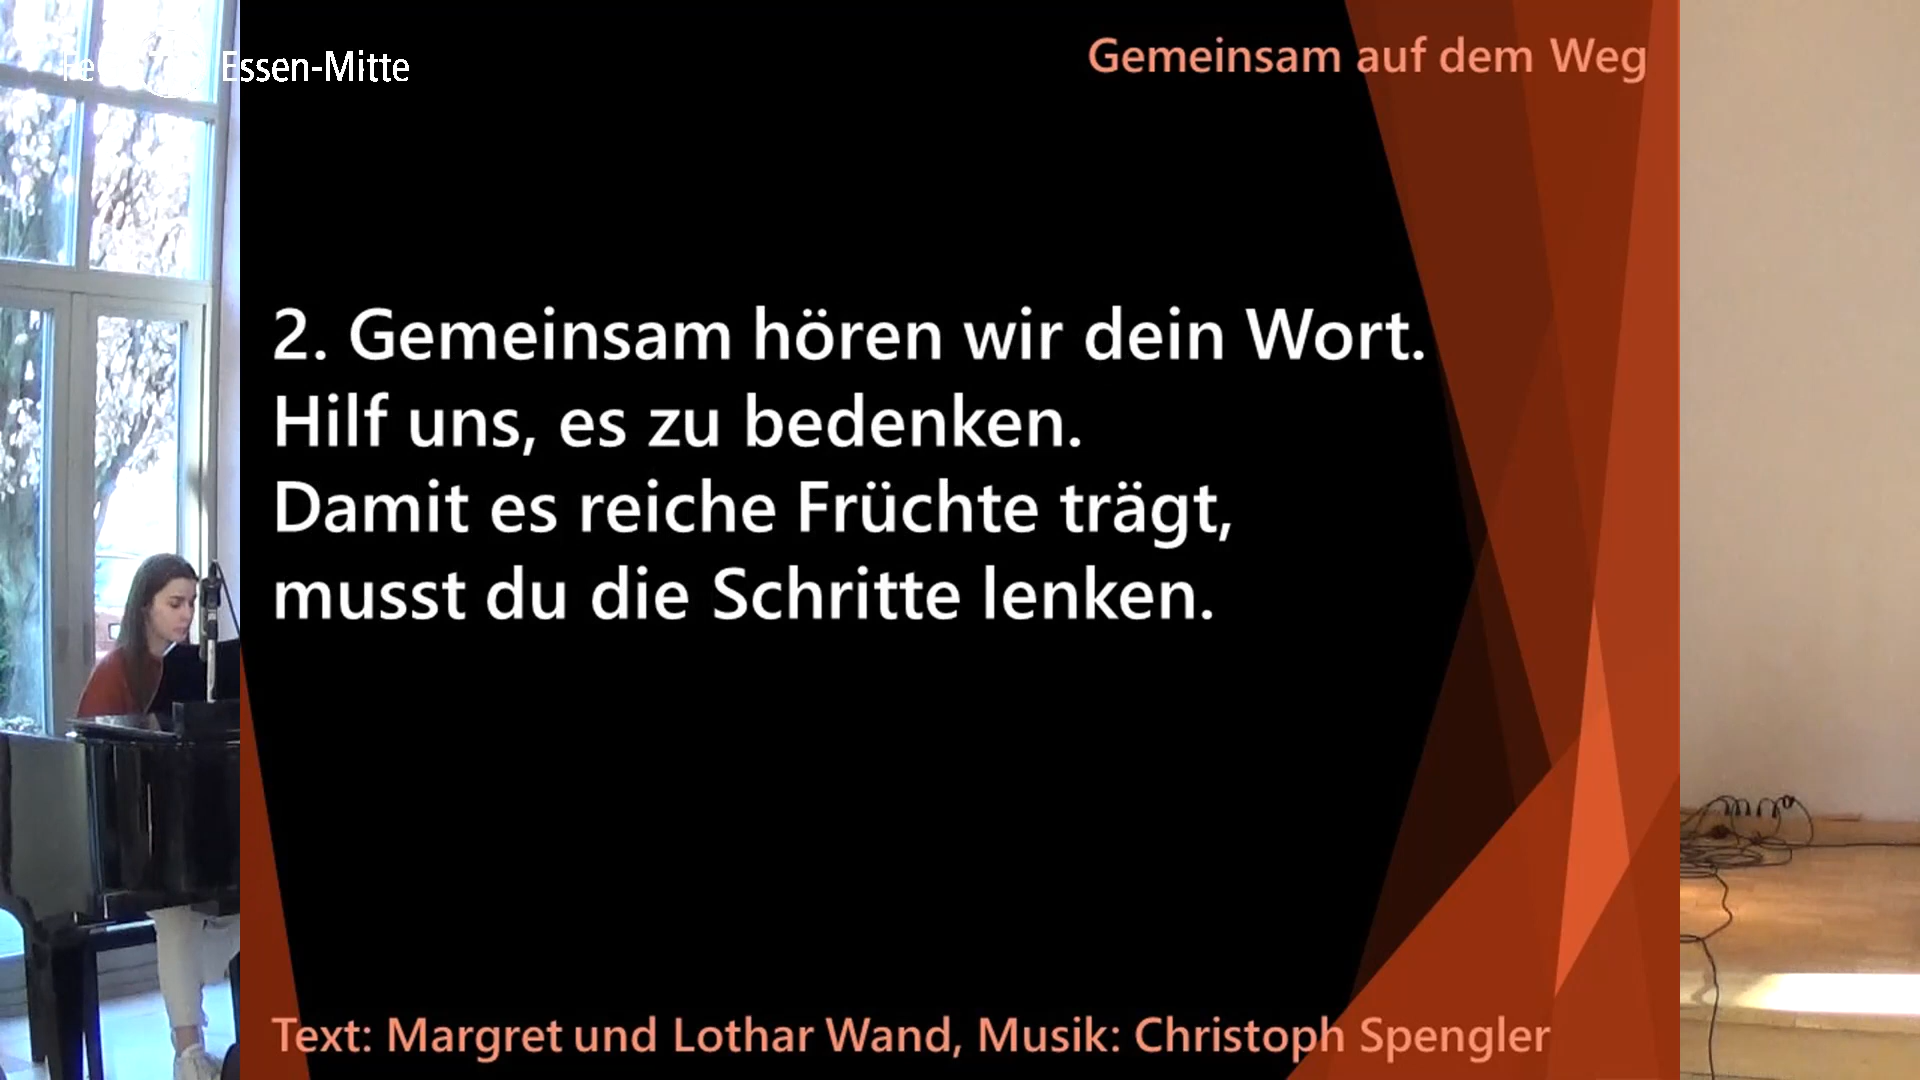 Essen-Mitte
Gemeinsam auf dem Weg
2. Gemeinsam hören wir dein Wort.
Hilf uns, es zu bedenken.
Damit es reiche Früchte trägt,
musst du die Schritte lenken.
Text: Margret und Lothar Wand, Musik: Christoph Spengler